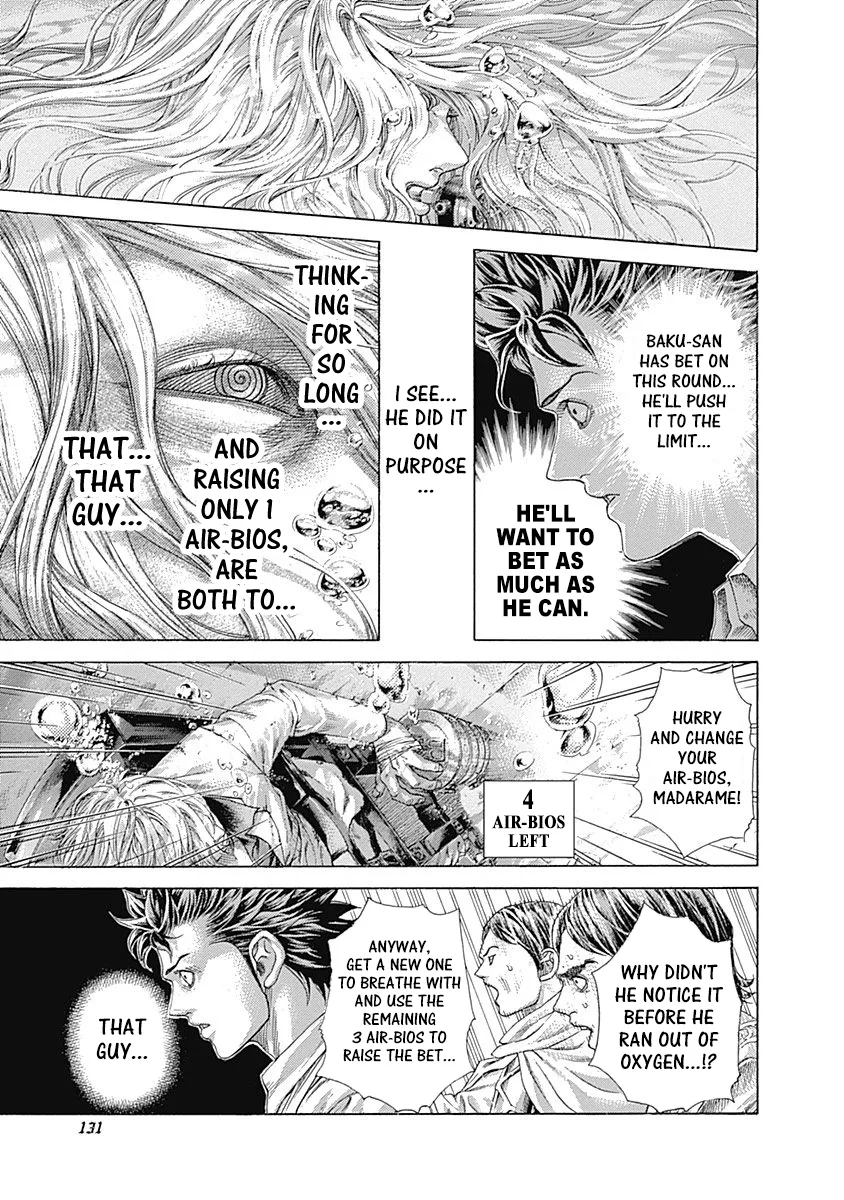 BAKU-SAN
HAS BET ON
THIS ROUND...
HE'LL PUSH
IT TO THE
LIMIT...
HE'LL
WANT TO
BET AS
MUCH AS
HE CAN.
I SEE...
HE DID IT
ON
PURPOSE
...
THINK-
ING
FOR
SO
LONG
...
AND
RAISING
ONLY 1
AIR-BIOS,
ARE
BOTH TO...
THAT...
THAT
GUY...
HURRY
AND CHANGE
YOUR
AIR-BIOS,
MADARAME!
4
AIR-BIOS
LEFT
WHY DIDN'T
HE NOTICE IT
BEFORE HE
RAN OUT OF
OXYGEN...!?
ANYWAY,
GET A NEW ONE
TO BREATHE WITH
AND USE THE
REMAINING
3 AIR-BIOS TO
RAISE THE BET...
THAT
GUY...
131